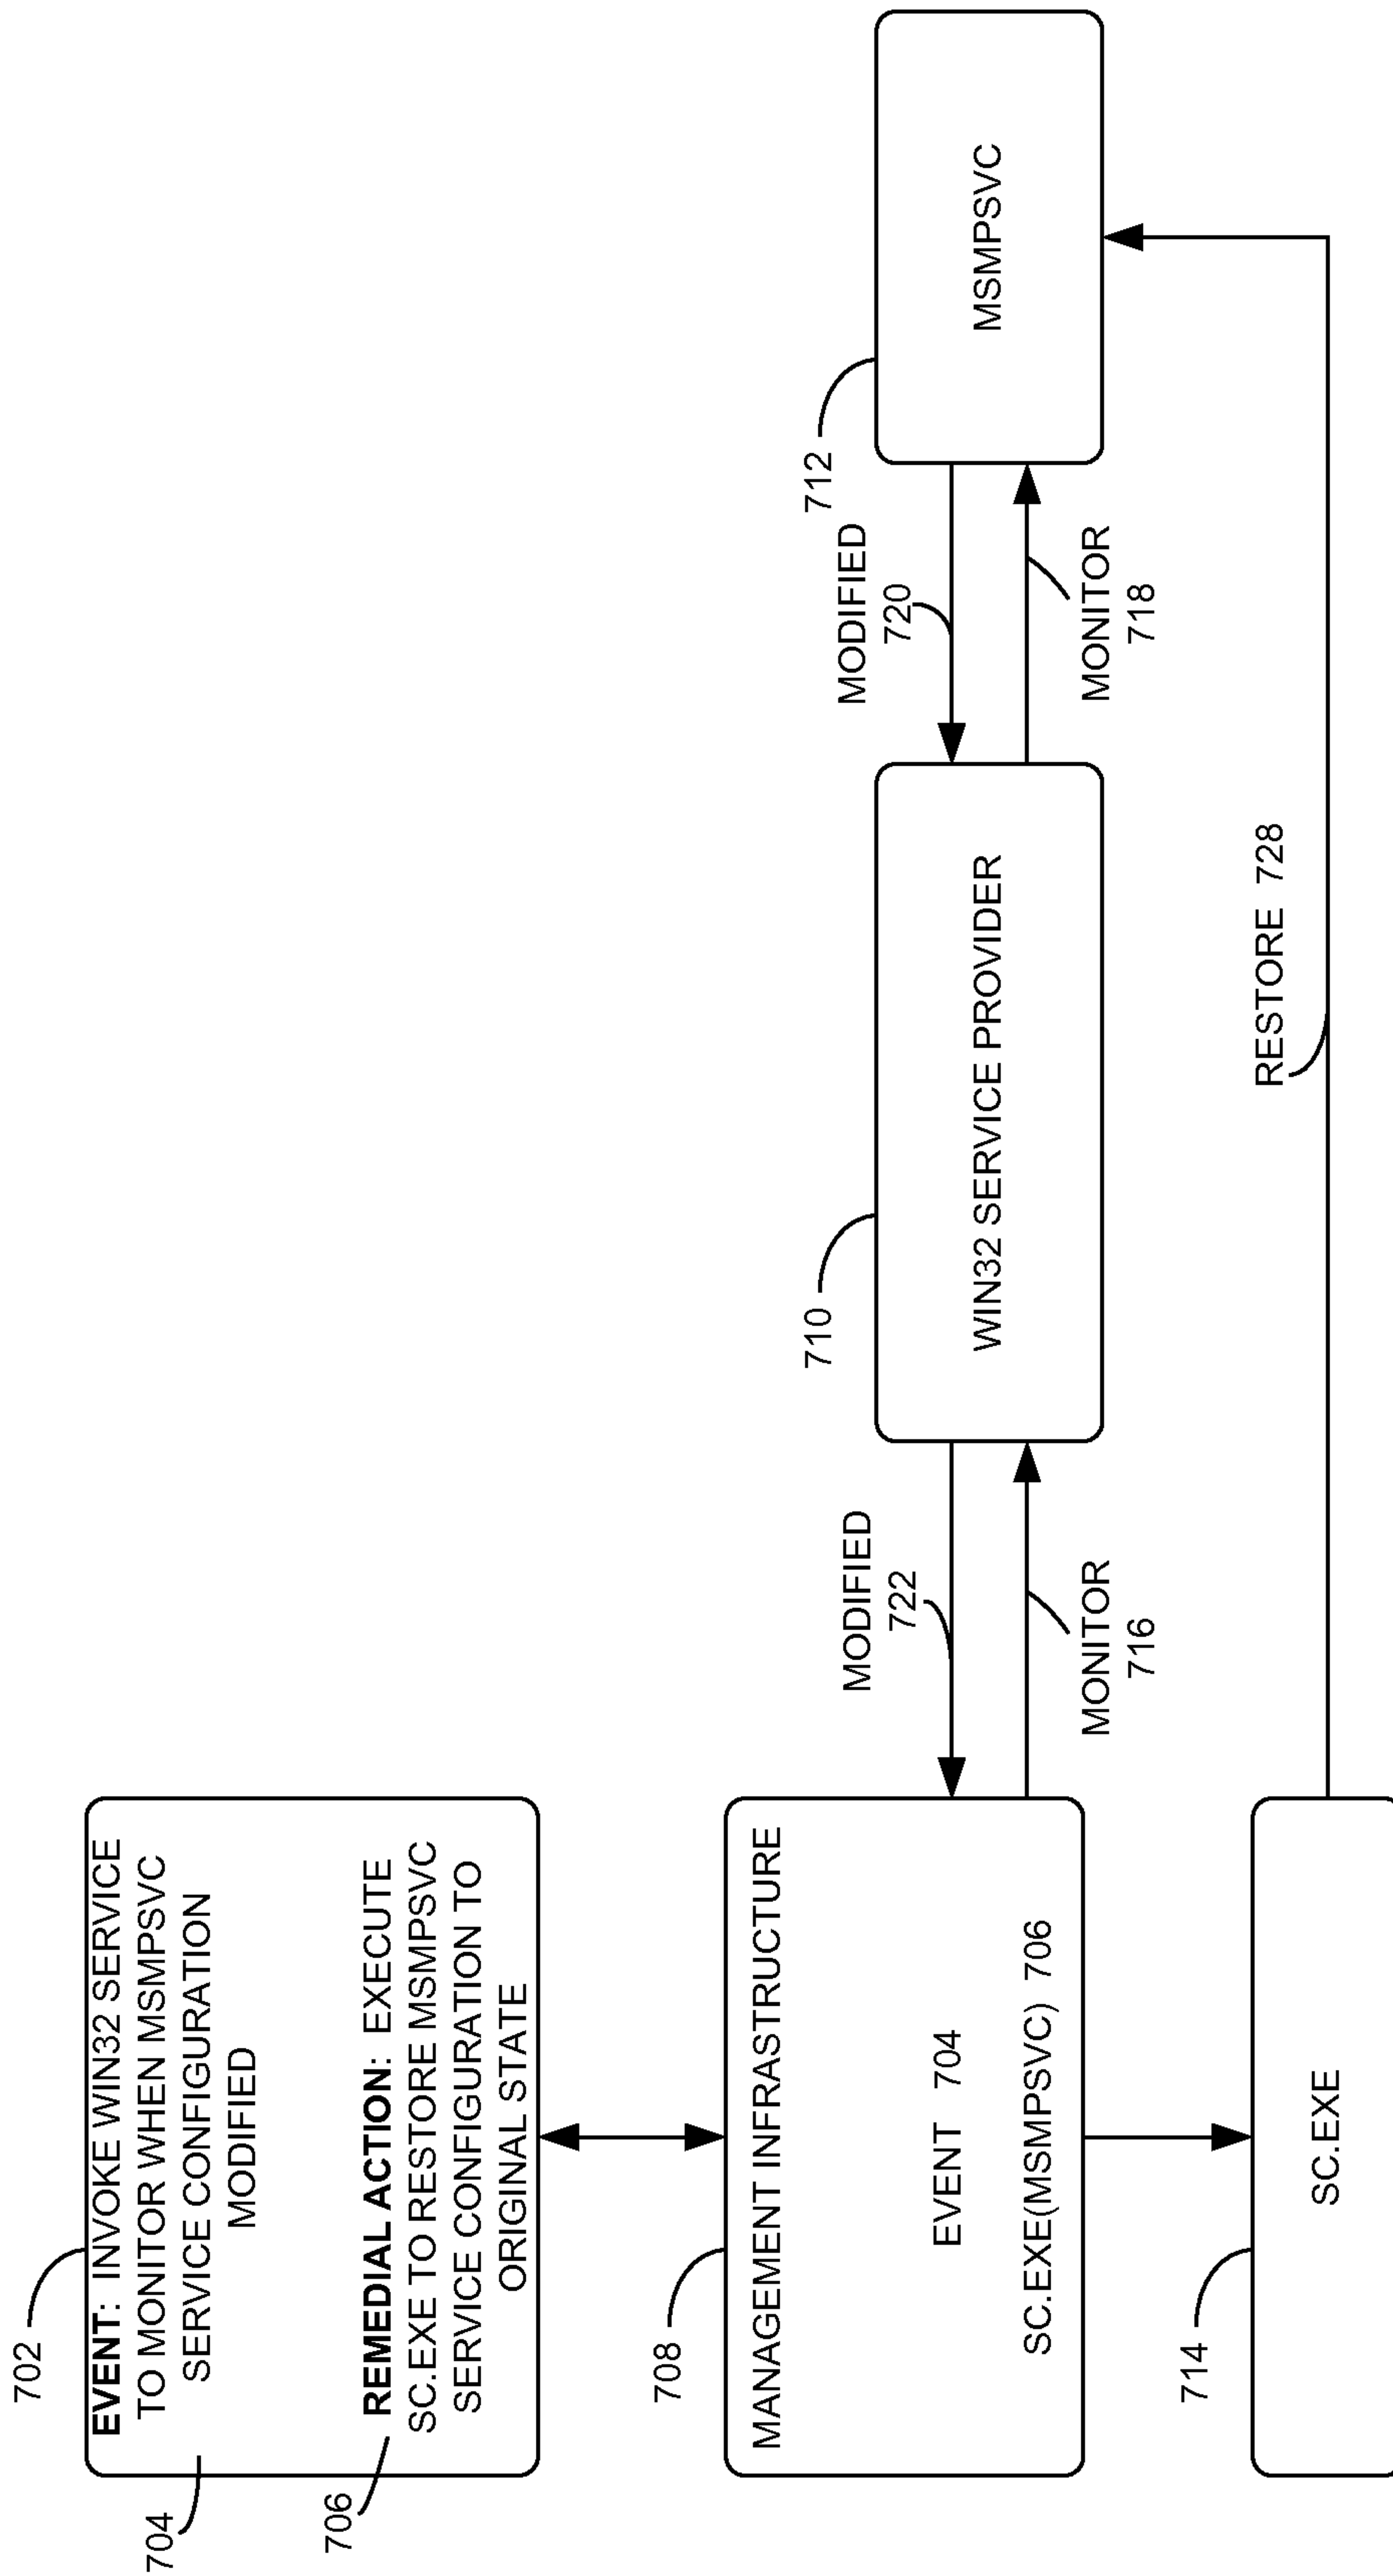 702
EVENT: INVOKE WIN32 SERVICE
TO MONITOR WHEN MSMPSVC
SERVICE CONFIGURATION
MODIFIED
704
REMEDIAL ACTION: EXECUTE
SC.EXE TO RESTORE MSMPSVC
SERVICE CONFIGURATION TO
ORIGINAL STATE
706
708
MANAGEMENT INFRASTRUCTURE
EVENT 704
SC.EXE(MSMPSVC) 706
MODIFIED
722
MONITOR
716
710
WIN32 SERVICE PROVIDER
MODIFIED
720
MONITOR
718
712
MSMPSVC
714
SC.EXE
RESTORE 728